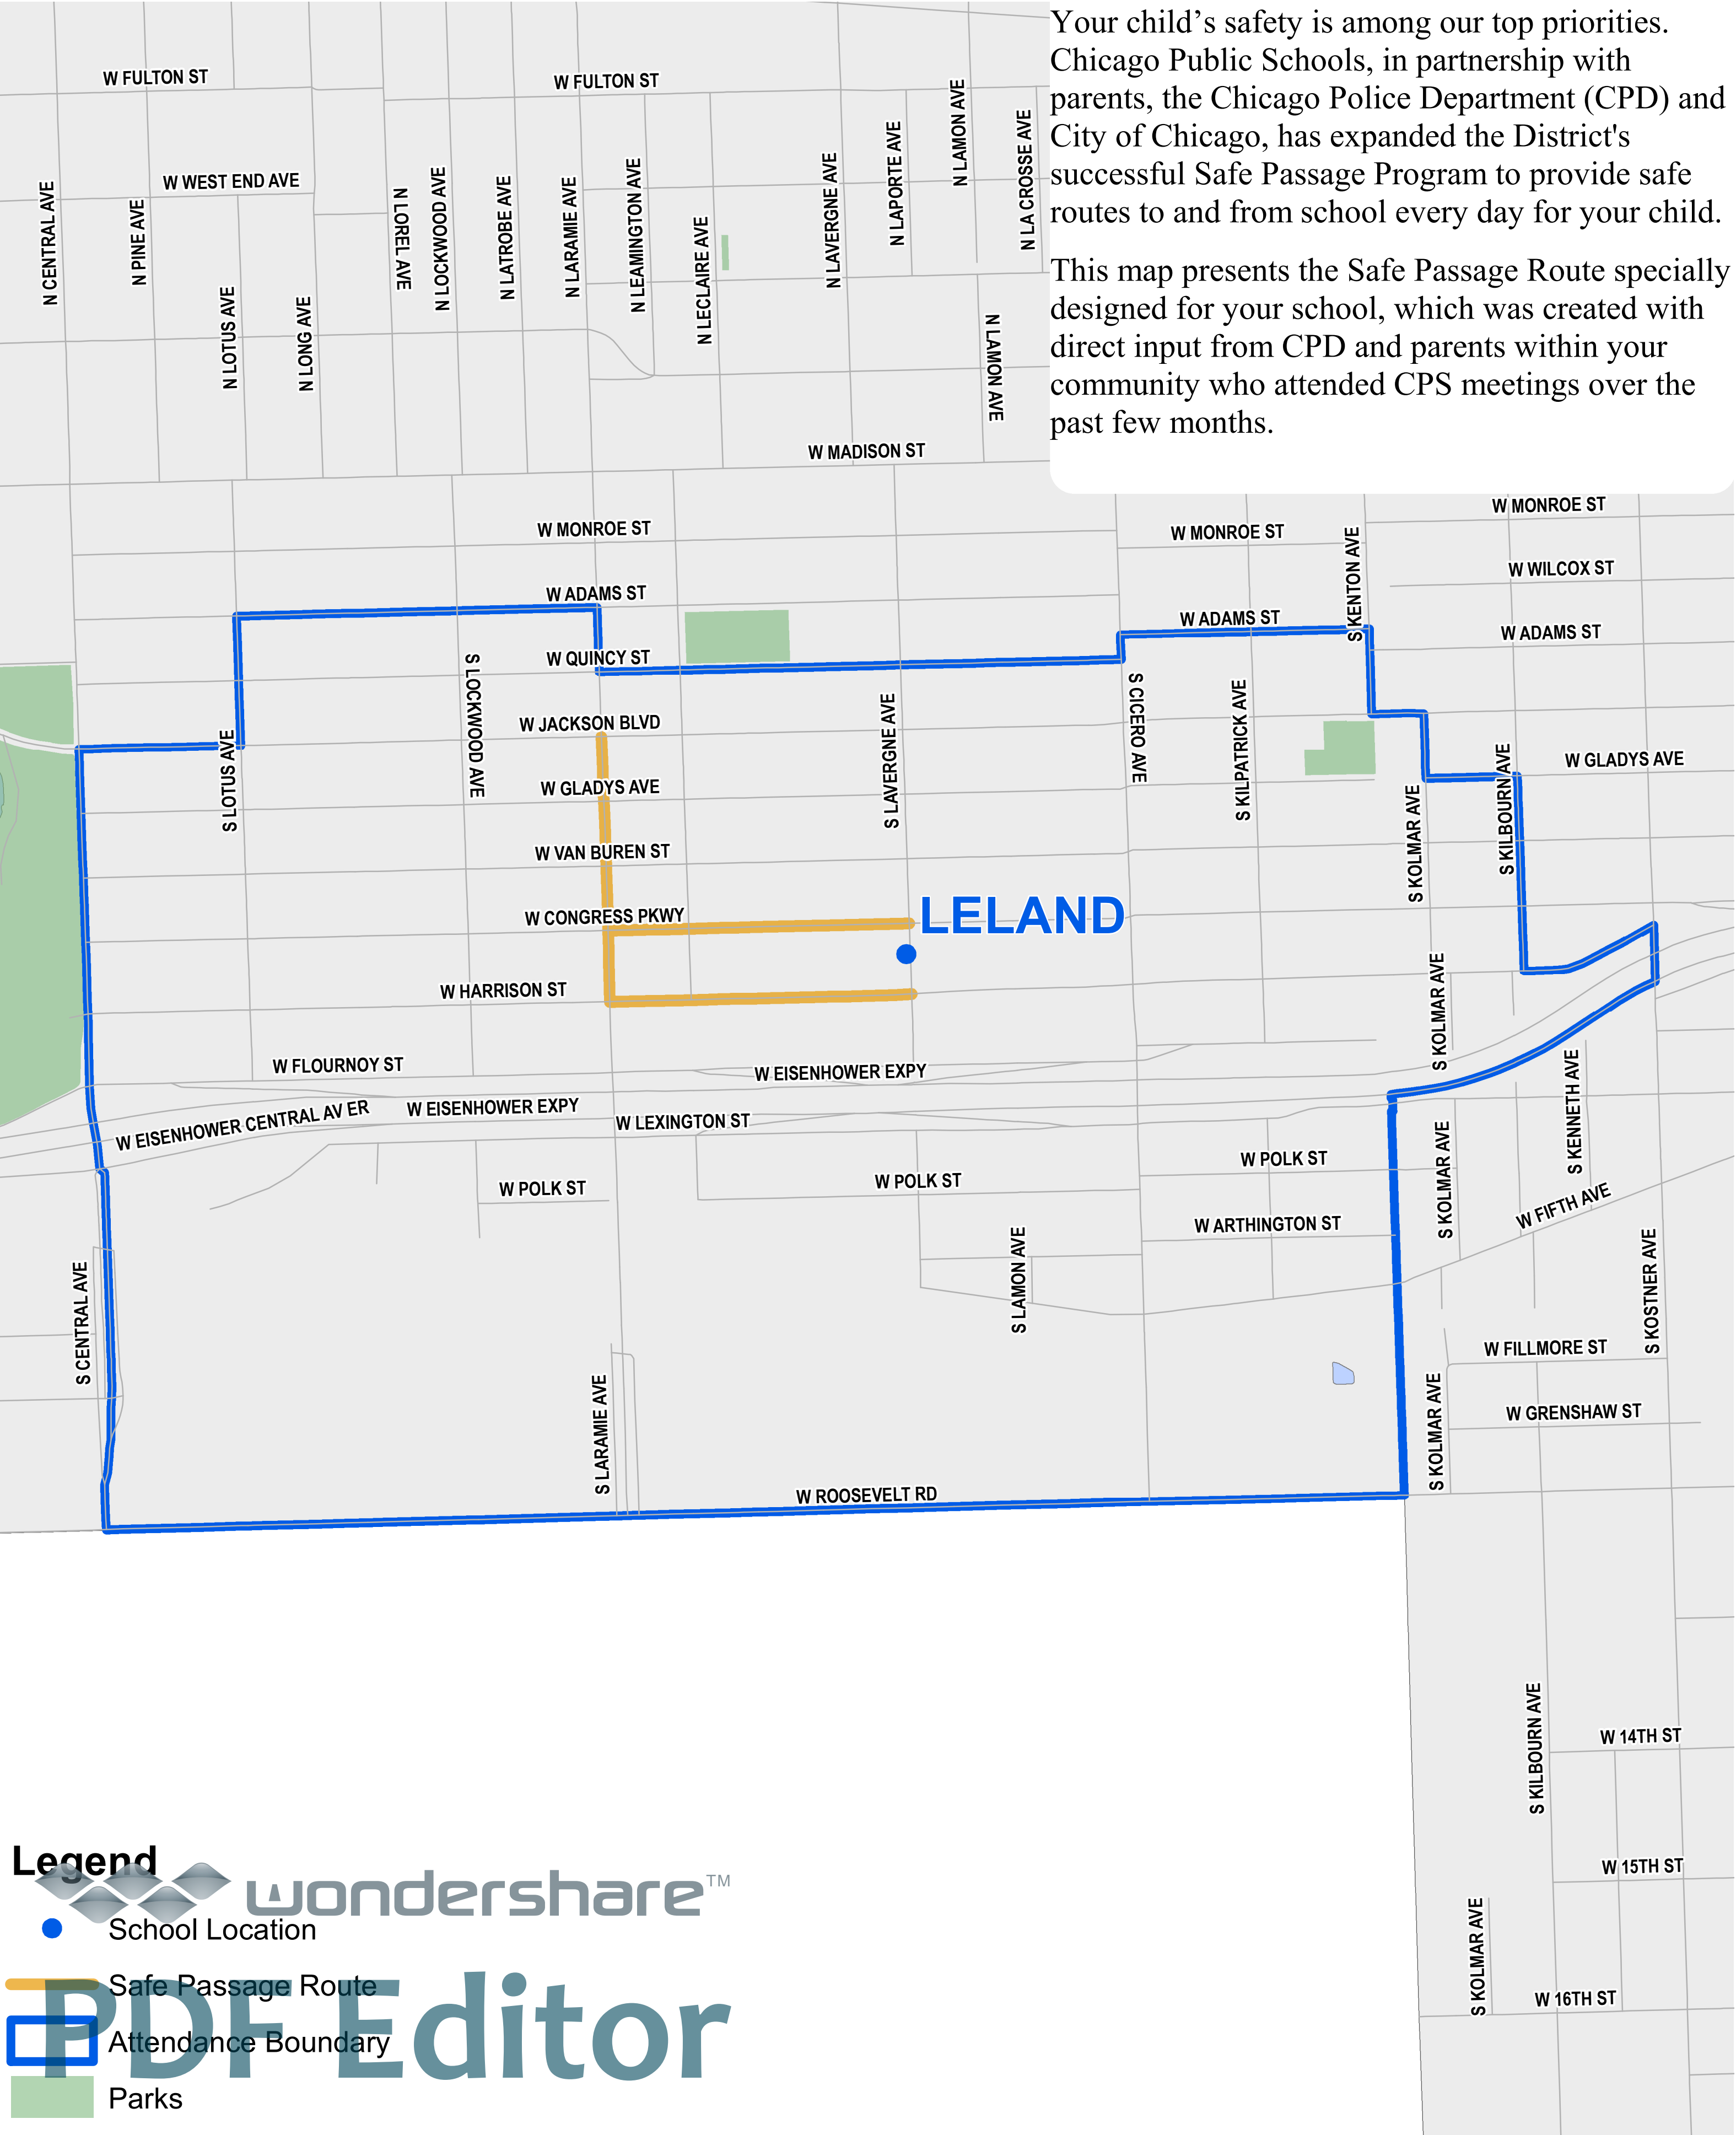 Your child’s safety is among our top priorities.
Chicago Public Schools, in partnership with
parents, the Chicago Police Department (CPD) and
City of Chicago, has expanded the District's
successful Safe Passage Program to provide safe
routes to and from school every day for your child.
This map presents the Safe Passage Route specially
designed for your school, which was created with
direct input from CPD and parents within your
community who attended CPS meetings over the
past few months.
W FULTON ST
W FULTON ST
N LAMON AVE
N LAPORTE AVE
N LA CROSSE AVE
W WEST END AVE
N CENTRAL AVE
N PINE AVE
N LOREL AVE
N LOCKWOOD AVE
N LATROBE AVE
N LARAMIE AVE
N LEAMINGTON AVE
N LECLAIRE AVE
N LAVERGNE AVE
N LOTUS AVE
N LONG AVE
N LAMON AVE
W MADISON ST
W MONROE ST
W MONROE ST
W MONROE ST
S KENTON AVE
W WILCOX ST
W ADAMS ST
W ADAMS ST
W ADAMS ST
W QUINCY ST
S LOCKWOOD AVE
S LAVERGNE AVE
S CICERO AVE
S KILPATRICK AVE
W JACKSON BLVD
S LOTUS AVE
W GLADYS AVE
W GLADYS AVE
S KOLMAR AVE
S KILBOURN AVE
W VAN BUREN ST
W CONGRESS PKWY
LELAND
W HARRISON ST
S KOLMAR AVE
W FLOURNOY ST
W EISENHOWER EXPY
W EISENHOWER CENTRAL AV ER
W EISENHOWER EXPY
W LEXINGTON ST
S KENNETH AVE
S KOLMAR AVE
W POLK ST
W POLK ST
W POLK ST
W FIFTH AVE
W ARTHINGTON ST
S LAMON AVE
S CENTRAL AVE
S KOSTNER AVE
W FILLMORE ST
S LARAMIE AVE
S KOLMAR AVE
W GRENSHAW ST
W ROOSEVELT RD
S KILBOURN AVE
W 14TH ST
W 15TH ST
S KOLMAR AVE
W 16TH ST
Legend
wondershare™
School Location
Safe Passage Route
PDF Editor
Attendance Boundary
Parks